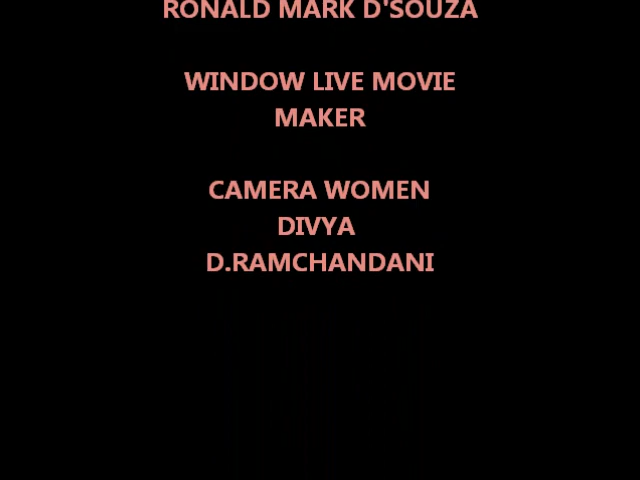 RONALD MARK D'SOUZA
WINDOW LIVE MOVIE
MAKER
CAMERA WOMEN
DIVYA
D.RAMCHANDANI